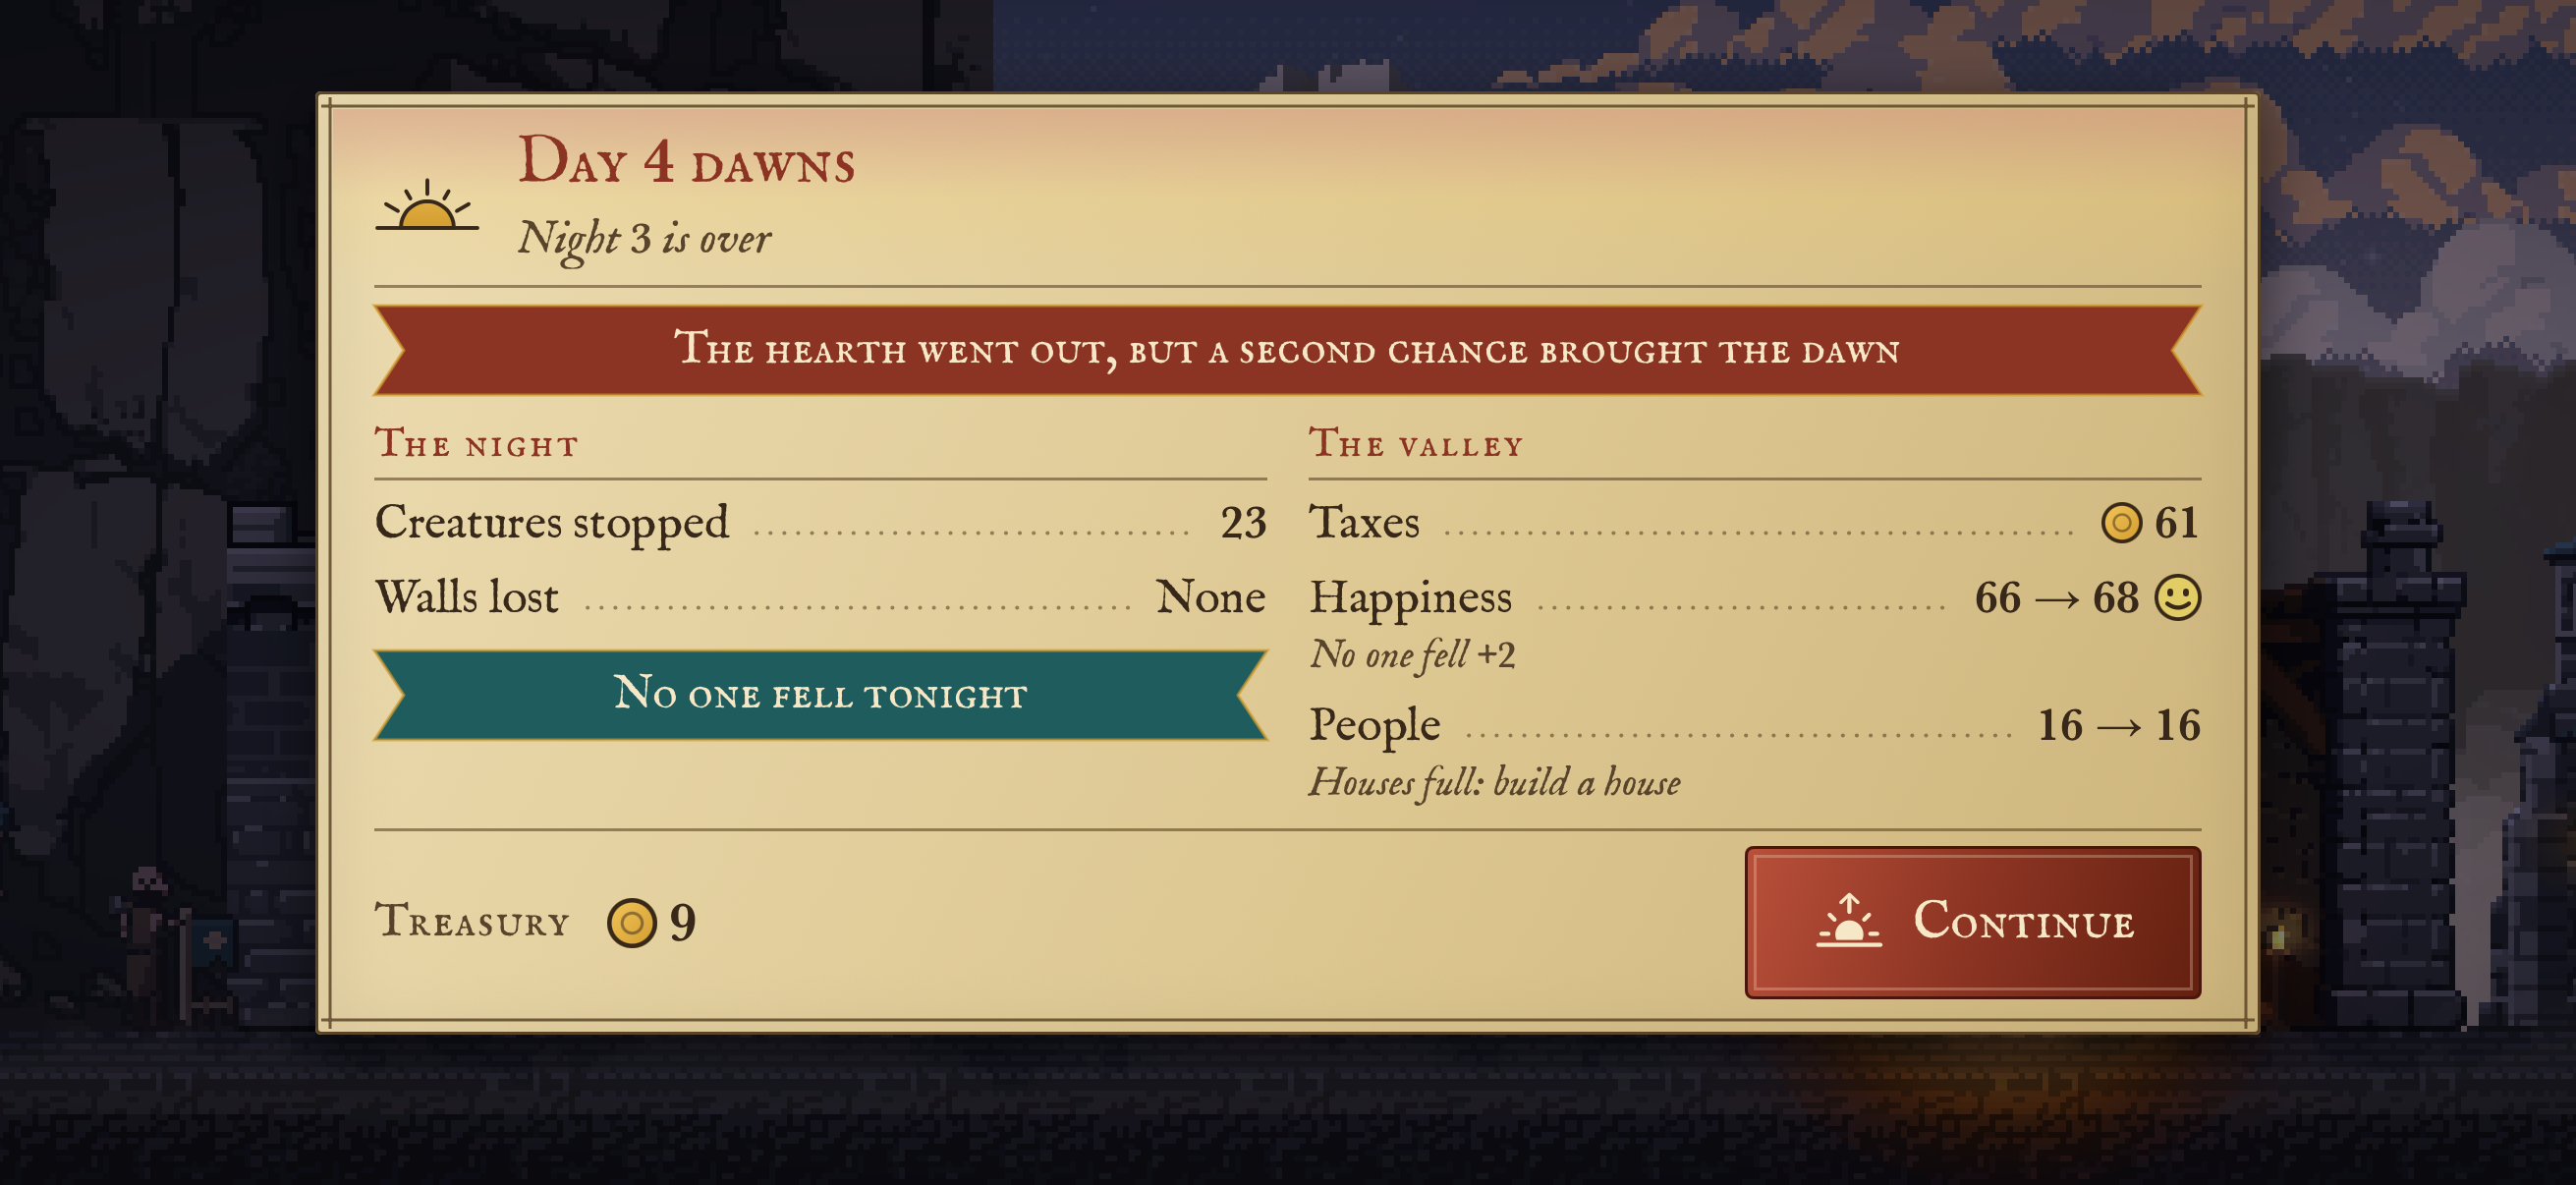 Day 4 dawns
Night 3 is over
The hearth went out, but a second chance brought the dawn
The night
Creatures stopped 23
Walls lost None
No one fell tonight
The valley
Taxes 61
Happiness 66 → 68
No one fell +2
People 16 → 16
Houses full: build a house
Treasury 9
Continue